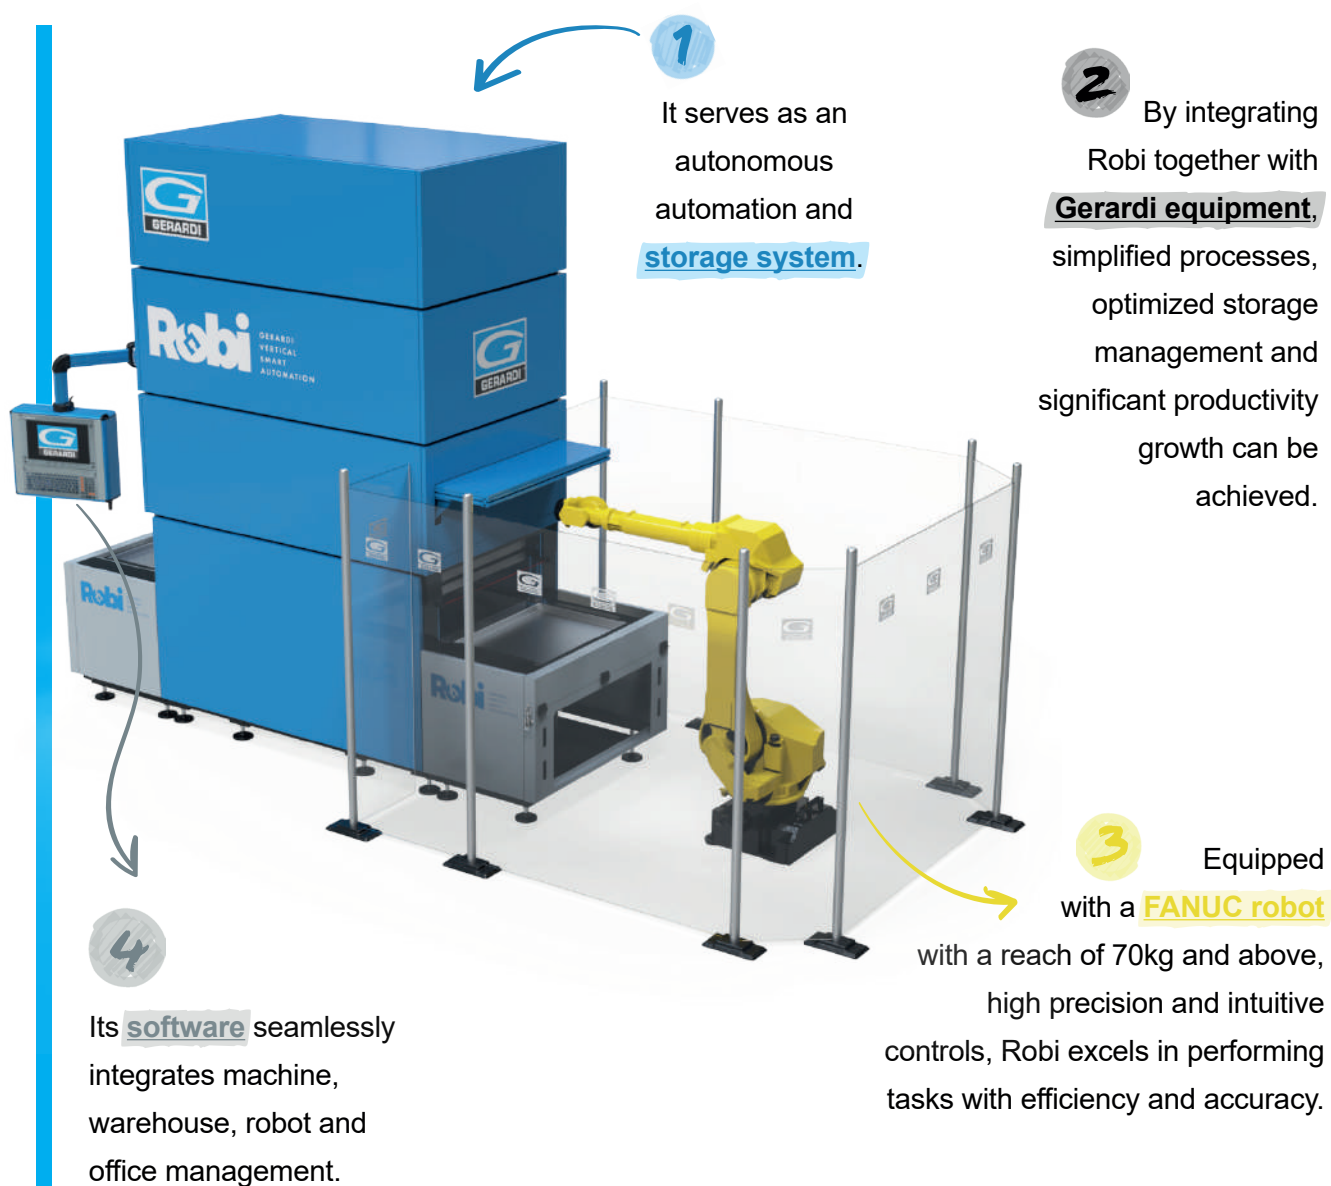 1
It serves as an
autonomous
automation and
storage system.
2
By integrating
Robi together with
Gerardi equipment,
simplified processes,
optimized storage
management and
significant productivity
growth can be
achieved.
G
GERARDI
Robi
GERARDI
VERTICAL
SMART
AUTOMATION
G
GERARDI
G
GERARDI
Robi
Robi
3
Equipped
with a FANUC robot
with a reach of 70kg and above,
high precision and intuitive
controls, Robi excels in performing
tasks with efficiency and accuracy.
4
Its software seamlessly
integrates machine,
warehouse, robot and
office management.